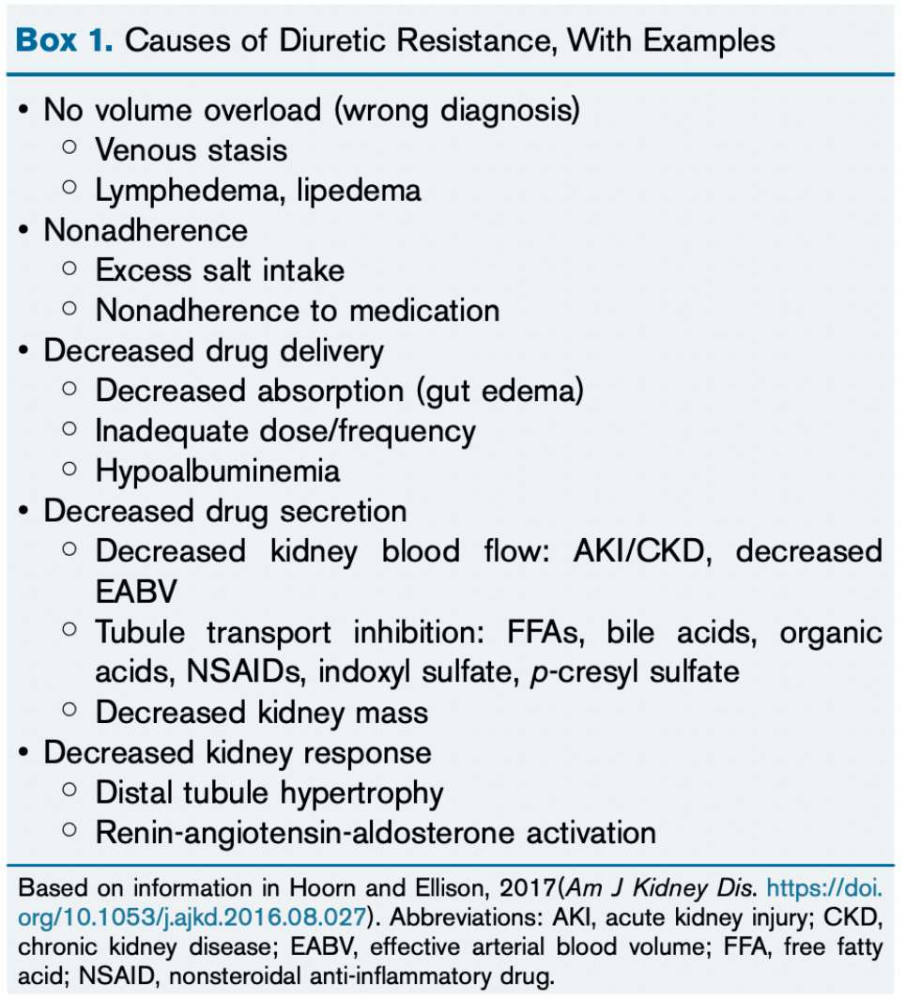 Box 1. Causes of Diuretic Resistance, With Examples
• No volume overload (wrong diagnosis)
○ Venous stasis
○ Lymphedema, lipedema
• Nonadherence
○ Excess salt intake
○ Nonadherence to medication
• Decreased drug delivery
○ Decreased absorption (gut edema)
○ Inadequate dose/frequency
○ Hypoalbuminemia
• Decreased drug secretion
○ Decreased kidney blood flow: AKI/CKD, decreased
EABV
○ Tubule transport inhibition: FFAs, bile acids, organic
acids, NSAIDs, indoxyl sulfate, p-cresyl sulfate
○ Decreased kidney mass
• Decreased kidney response
○ Distal tubule hypertrophy
○ Renin-angiotensin-aldosterone activation
Based on information in Hoorn and Ellison, 2017(Am J Kidney Dis. https://doi.
org/10.1053/j.ajkd.2016.08.027). Abbreviations: AKI, acute kidney injury; CKD,
chronic kidney disease; EABV, effective arterial blood volume; FFA, free fatty
acid; NSAID, nonsteroidal anti-inflammatory drug.